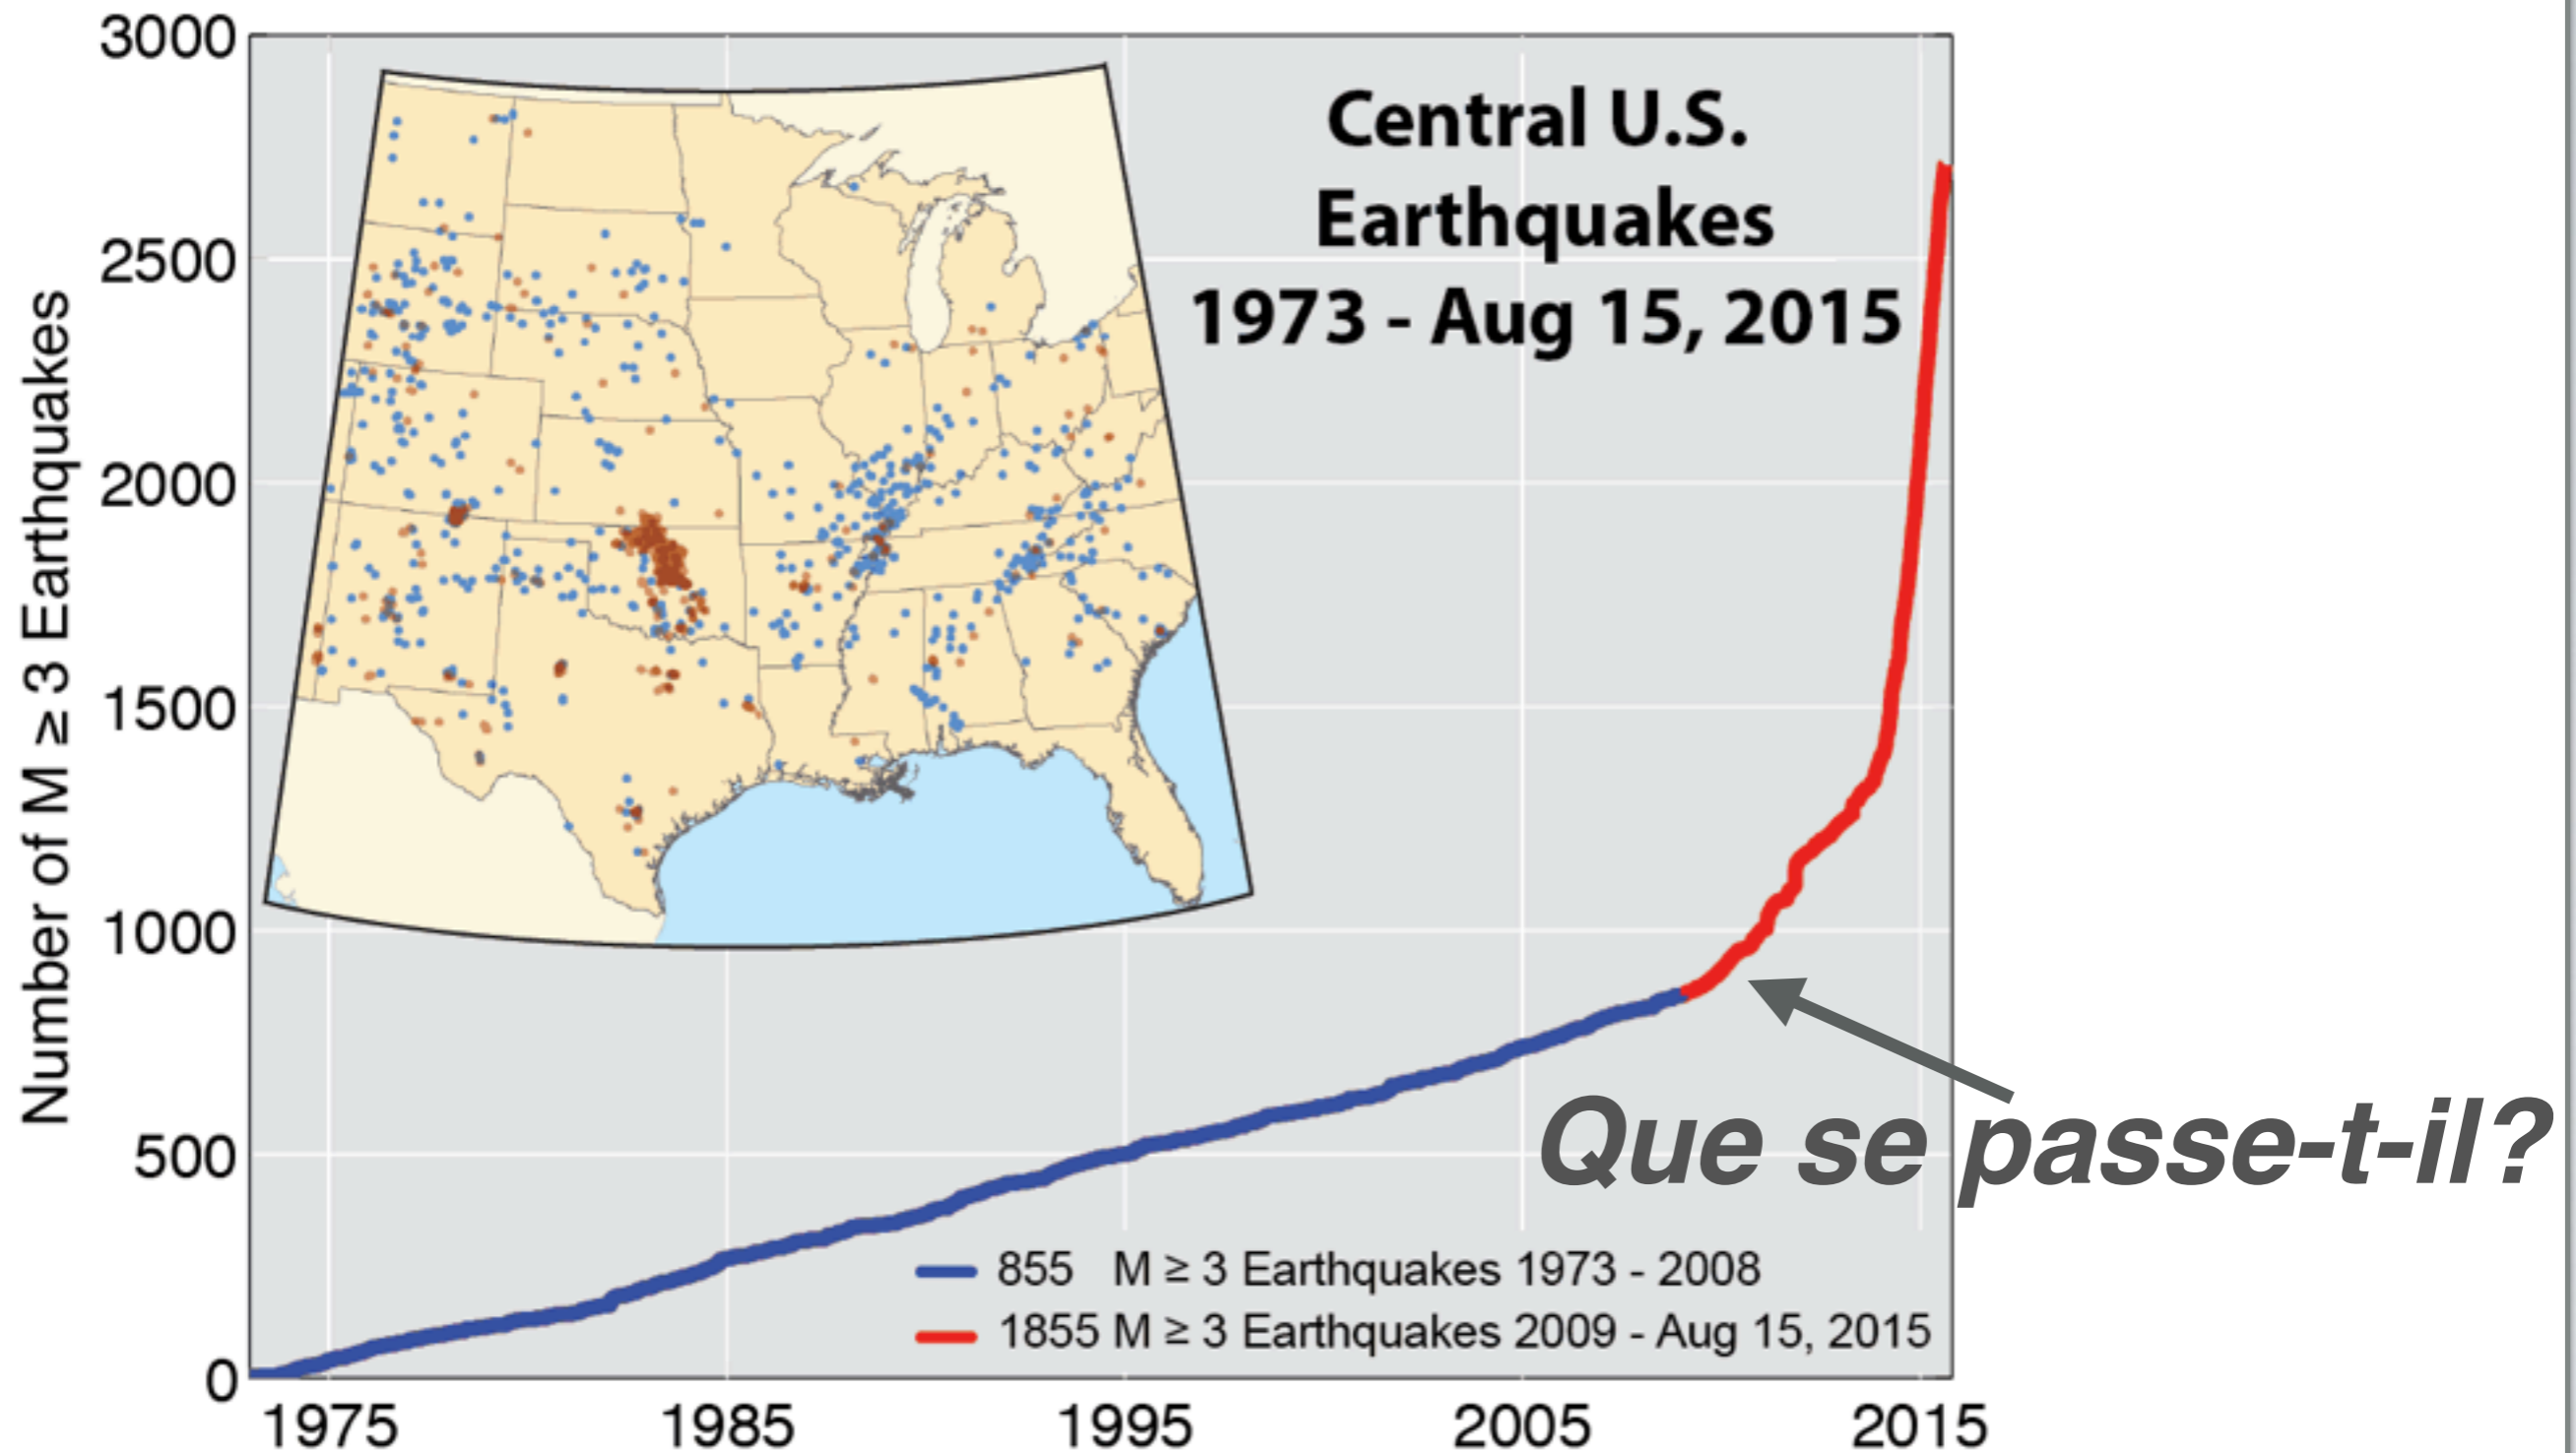 Central U.S.
Earthquakes
1973 - Aug 15, 2015
Number of M ≥ 3 Earthquakes
3000
2500
2000
1500
1000
500
0
1975
1985
1995
2005
2015
Que se passe-t-il?
855 M ≥ 3 Earthquakes 1973 - 2008
1855 M ≥ 3 Earthquakes 2009 - Aug 15, 2015